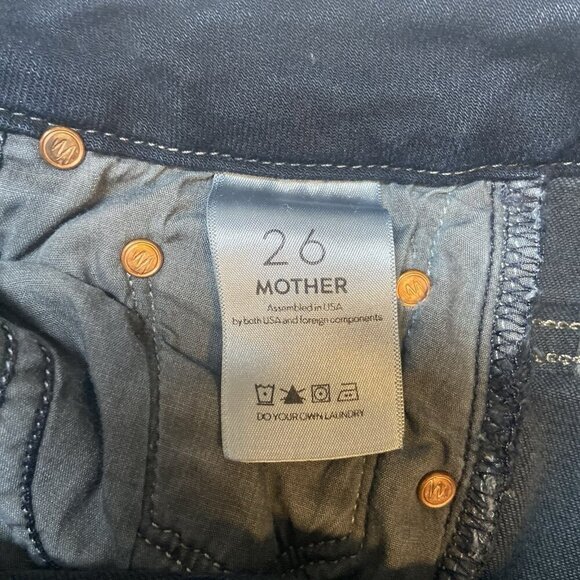 26
MOTHER
Assembled in USA
by both USA and foreign components
DO YOUR OWN LAUNDRY